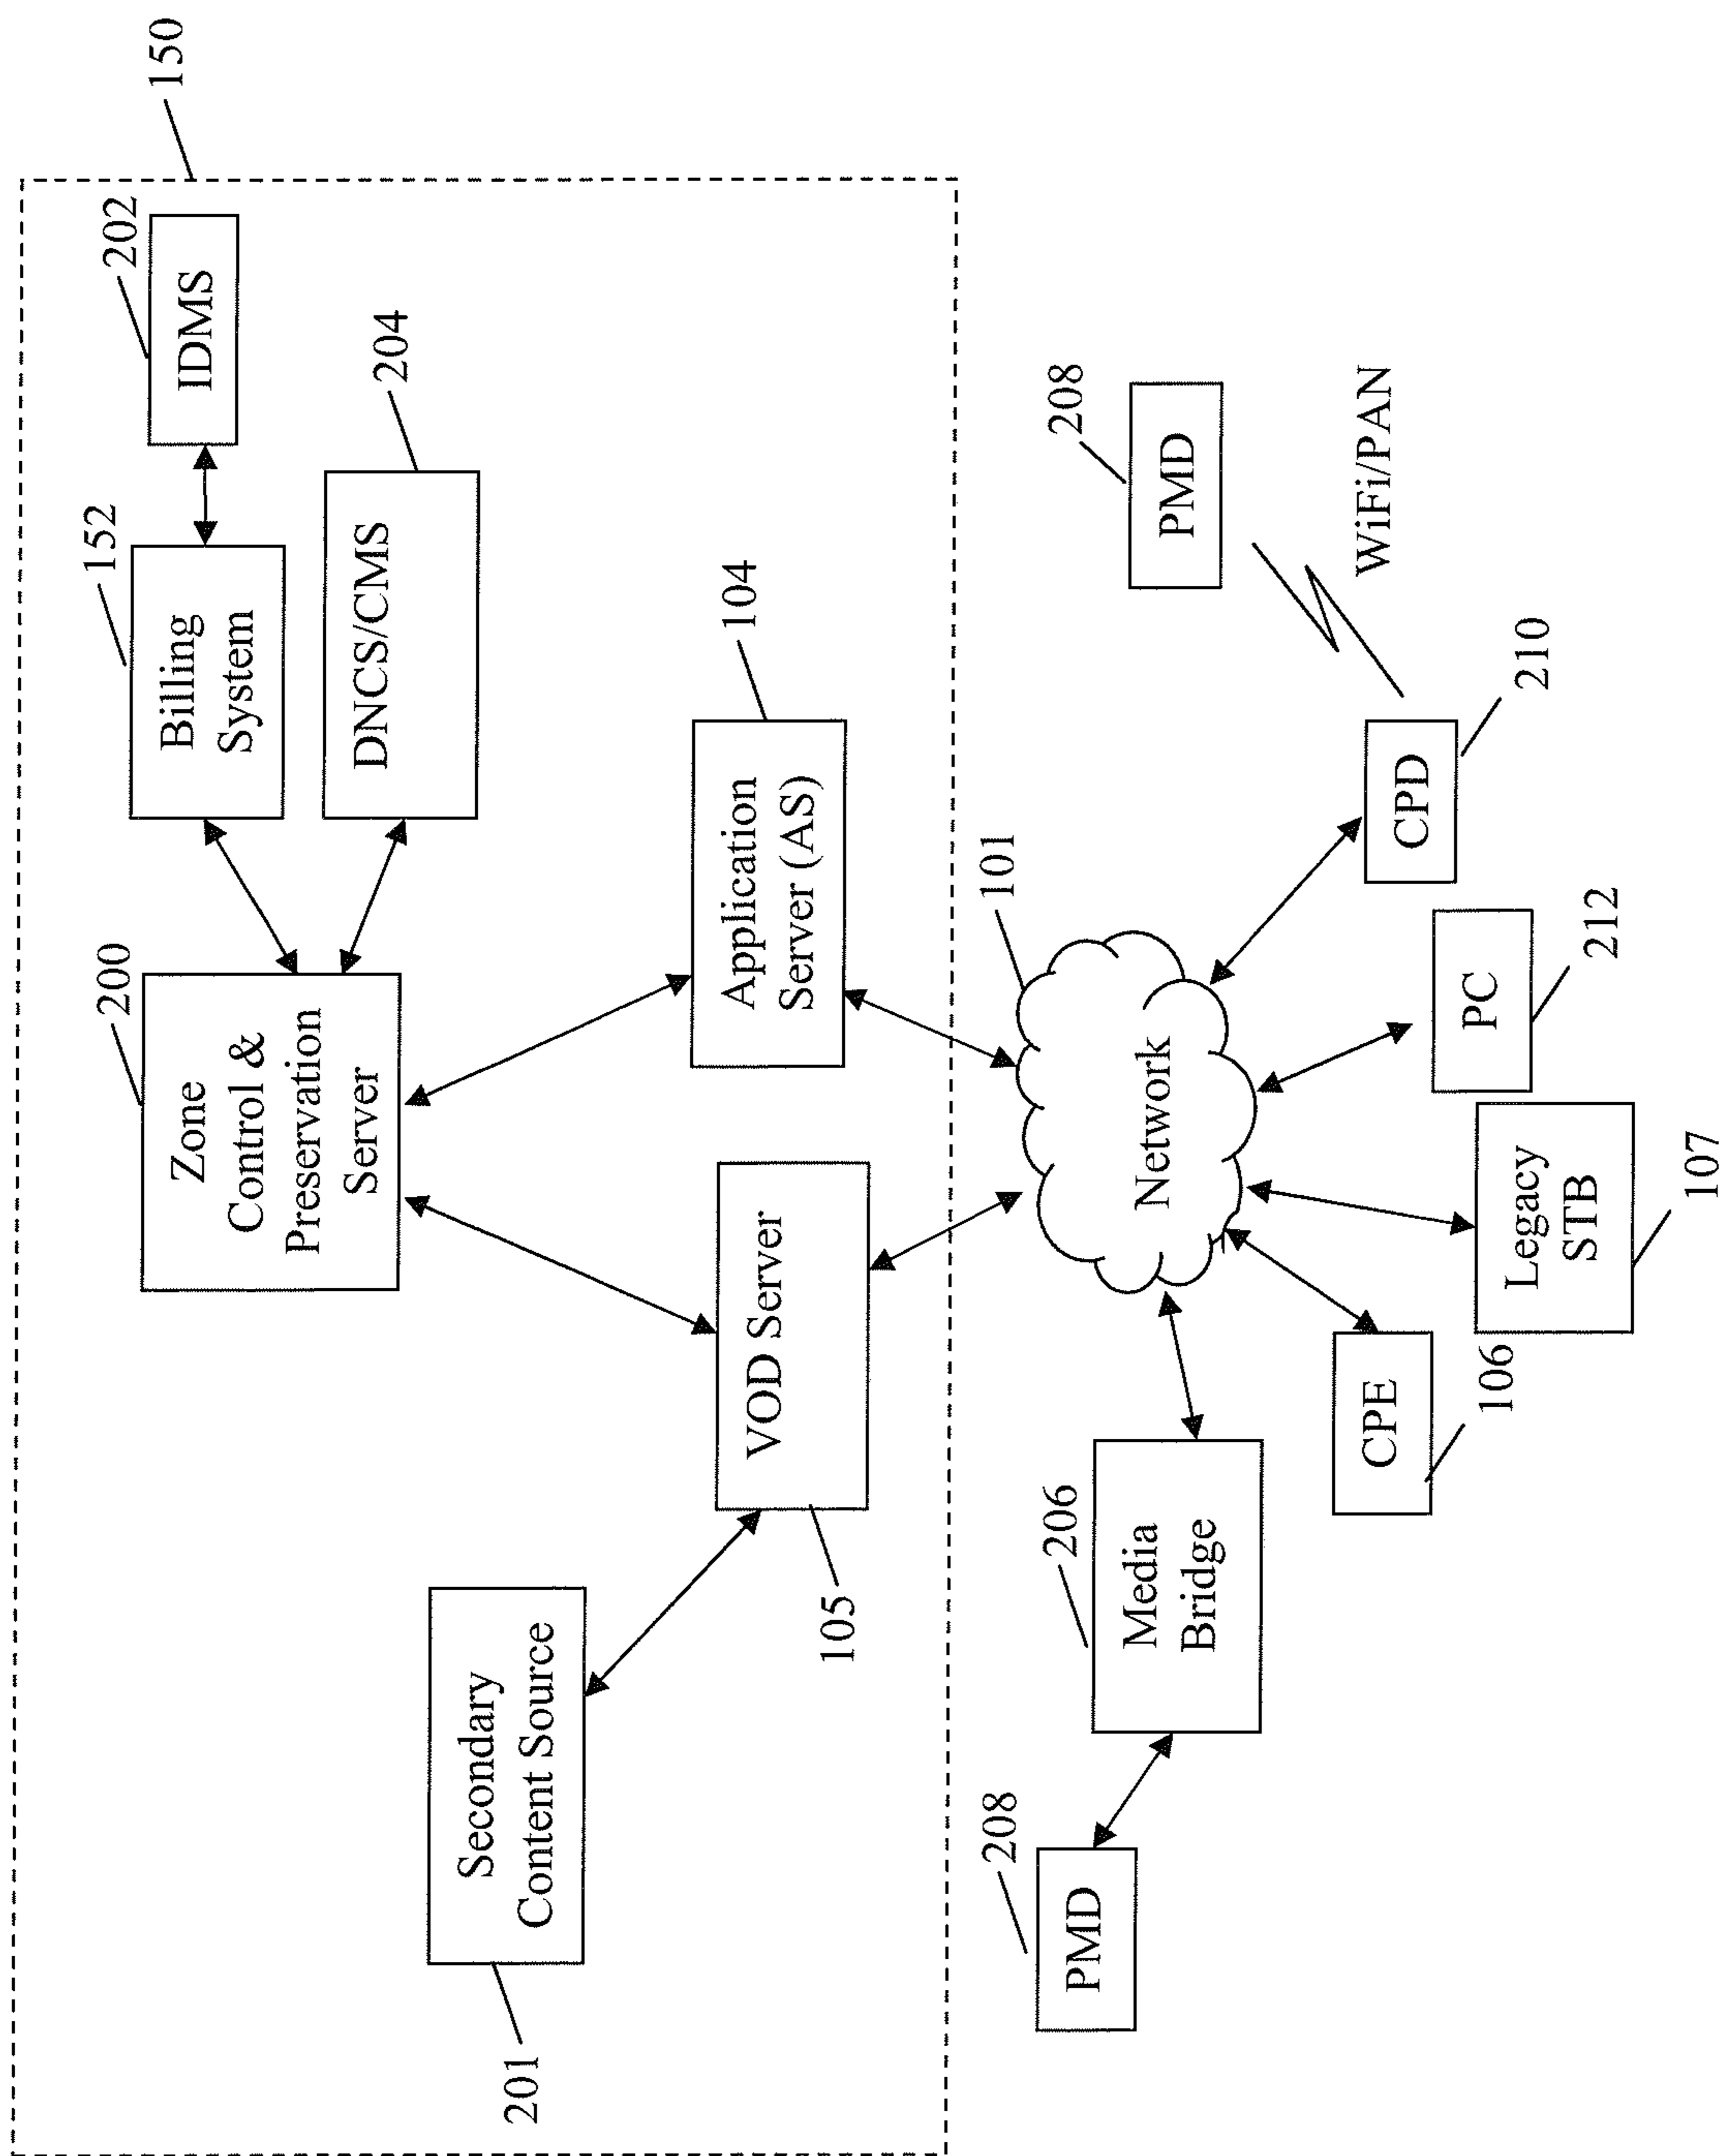 150
202
IDMS
152
Billing
System
204
DNCS/CMS
200
Zone
Control &
Preservation
Server
104
Application
Server (AS)
VOD Server
105
Secondary
Content Source
201
101
Network
208
PMD
WiFi/PAN
CPD
210
PC
212
Legacy
STB
107
CPE
106
206
Media
Bridge
208
PMD